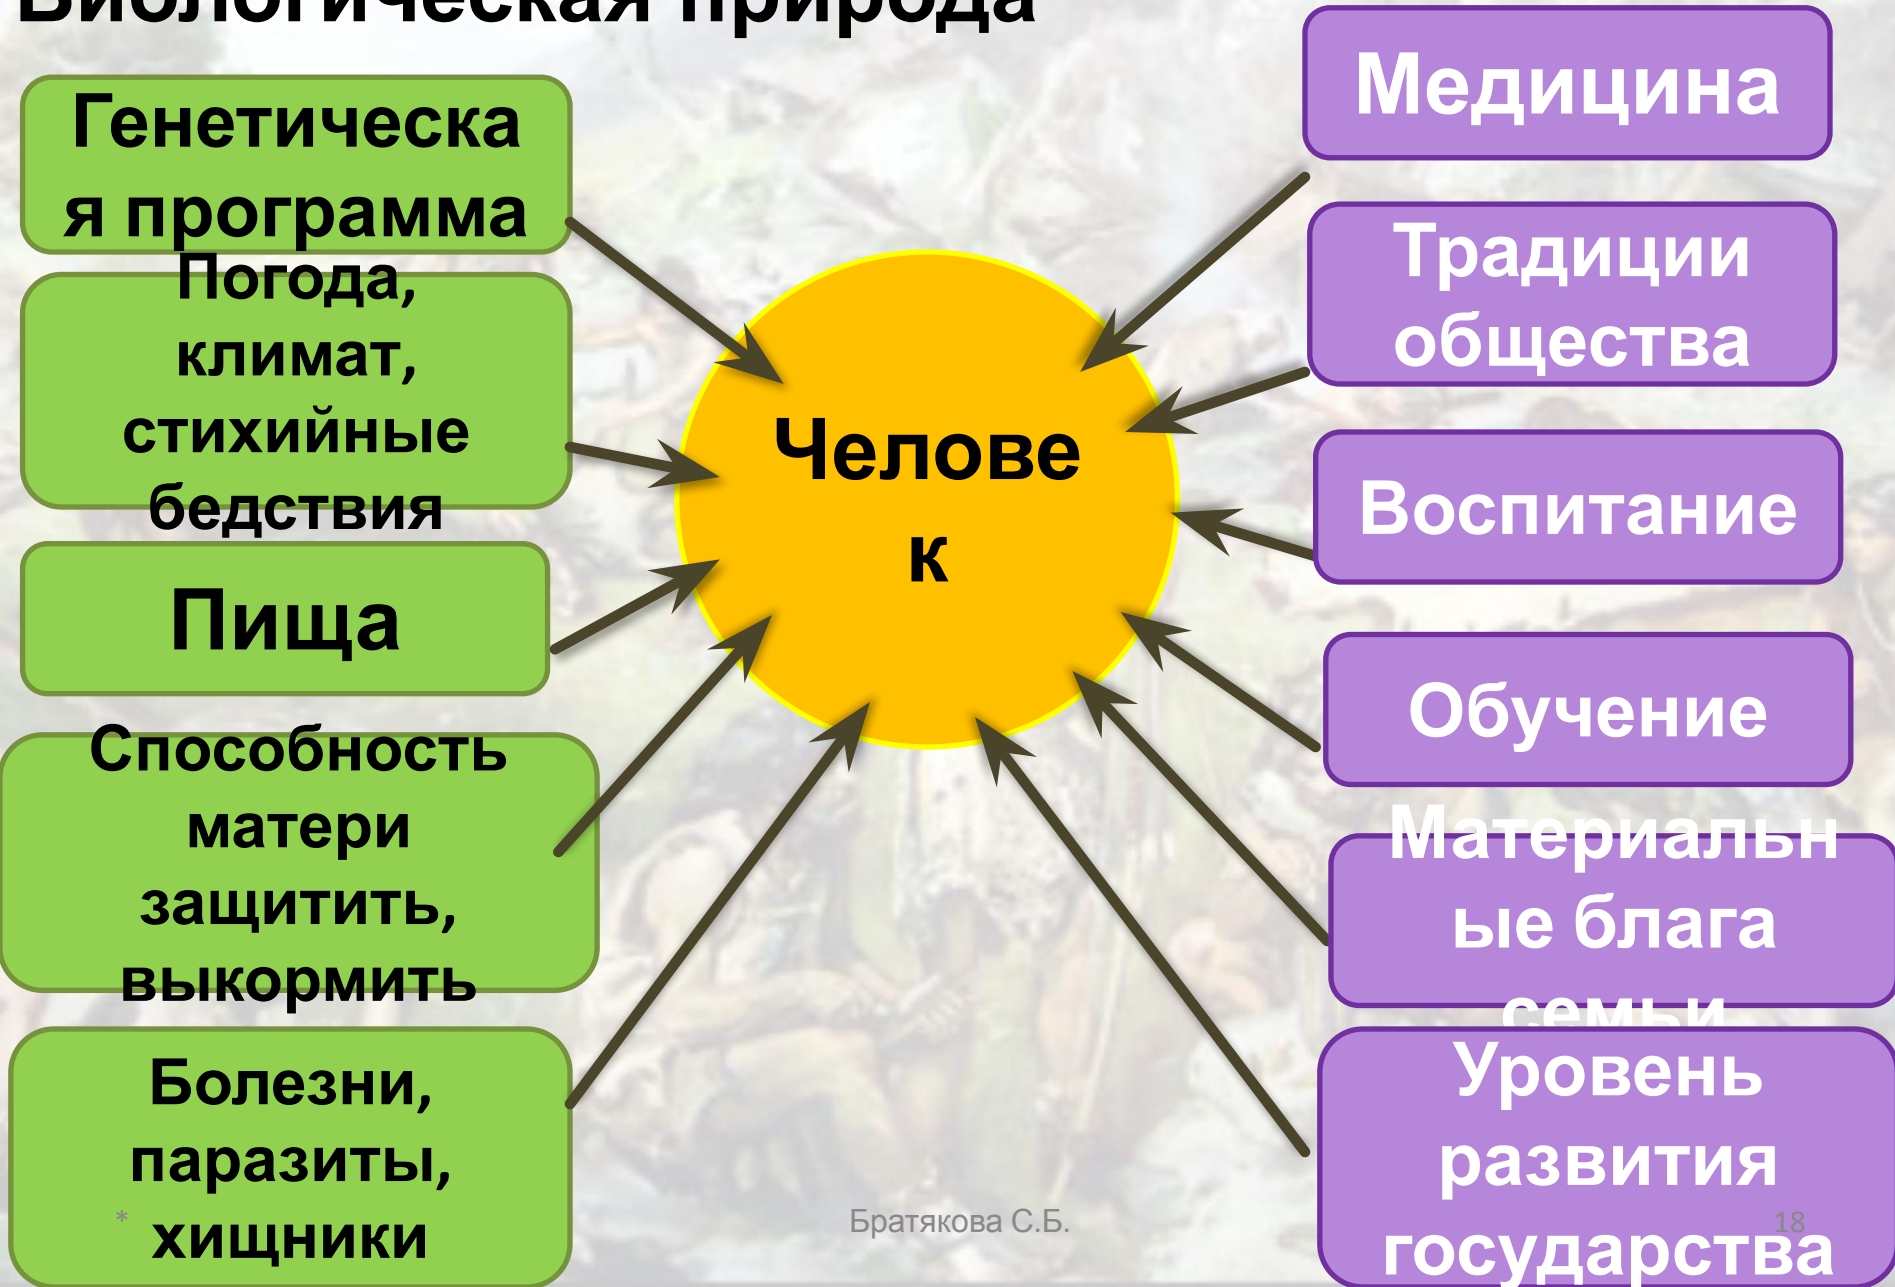 Биологическая природа
Генетическа
я программа
Погода,
климат,
стихийные
бедствия
Пища
Способность
матери
защитить,
выкормить
Болезни,
паразиты,
хищники
Челове
к
Медицина
Традиции
общества
Воспитание
Обучение
Материальн
ые блага
семьи
Уровень
развития
государства
*
Братякова С.Б.
18